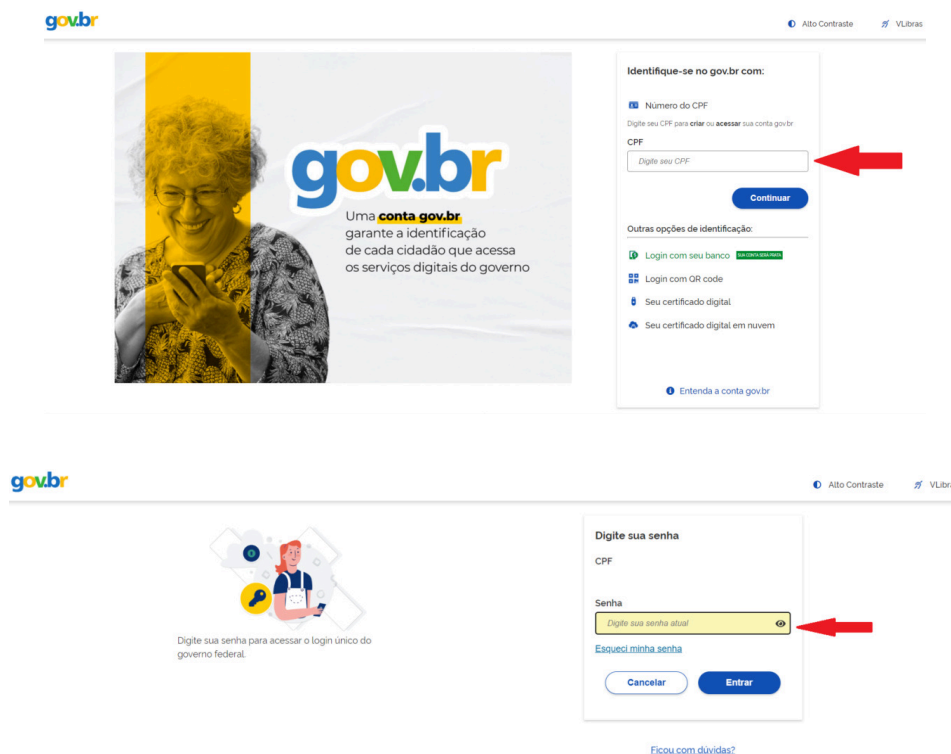 gov.br
Alto Contraste
VLibras
gov.br
Uma conta gov.br
garante a identificação
de cada cidadão que acessa
os serviços digitais do governo
Identifique-se no gov.br com:
Número do CPF
Digite seu CPF para criar ou acessar sua conta gov.br
CPF
Digite seu CPF
Continuar
Outras opções de identificação:
Login com seu banco SUA CONTA SERÁ PRATA
Login com QR code
Seu certificado digital
Seu certificado digital em nuvem
Entenda a conta gov.br
gov.br
Alto Contraste
VLibra
Digite sua senha para acessar o login único do
governo federal.
Digite sua senha
CPF
Senha
Digite sua senha atual
Esqueci minha senha
Cancelar
Entrar
Ficou com dúvidas?